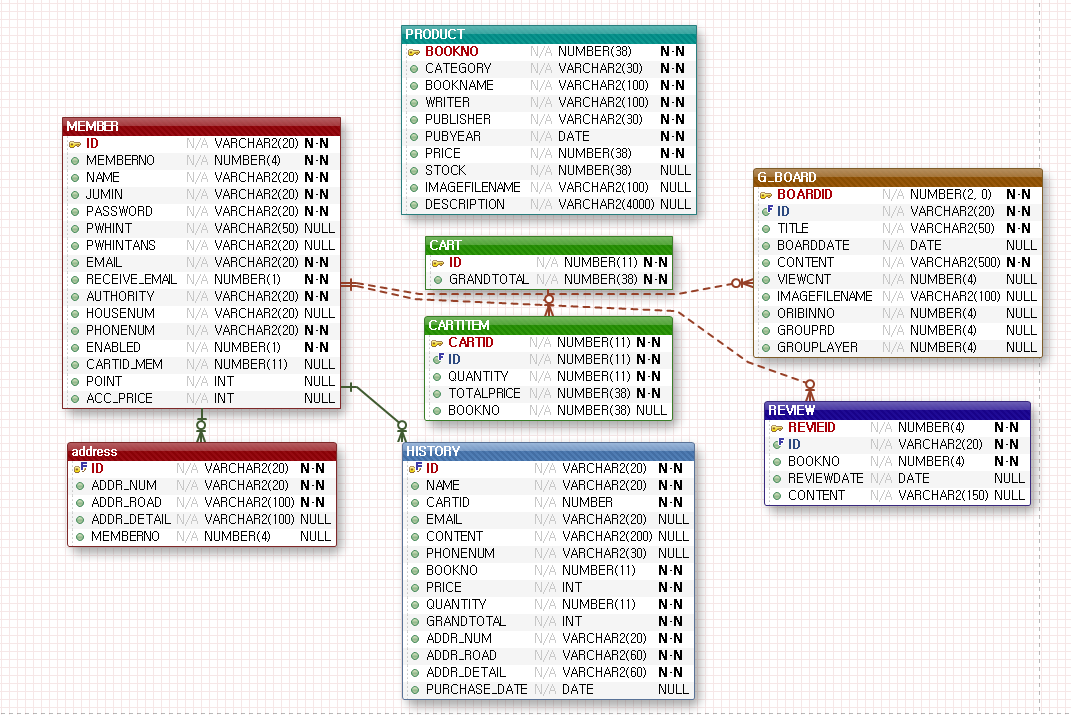 PRODUCT
BOOKNO N/A NUMBER(38) N-N
CATEGORY N/A VARCHAR2(30) N-N
BOOKNAME N/A VARCHAR2(100) N-N
WRITER N/A VARCHAR2(100) N-N
PUBLISHER N/A VARCHAR2(30) N-N
PUBYEAR N/A DATE N-N
PRICE N/A NUMBER(38) N-N
STOCK N/A NUMBER(38) NULL
IMAGEFILENAME N/A VARCHAR2(100) NULL
DESCRIPTION N/A VARCHAR2(4000) NULL
MEMBER
ID N/A VARCHAR2(20) N-N
MEMBERNO N/A NUMBER(4) N-N
NAME N/A VARCHAR2(20) N-N
JUMIN N/A VARCHAR2(20) N-N
PASSWORD N/A VARCHAR2(20) N-N
PWHINT N/A VARCHAR2(50) NULL
PWHINTANS N/A VARCHAR2(20) NULL
EMAIL N/A VARCHAR2(20) N-N
RECEIVE_EMAIL N/A NUMBER(1) N-N
AUTHORITY N/A VARCHAR2(20) N-N
HOUSENUM N/A VARCHAR2(20) NULL
PHONENUM N/A VARCHAR2(20) N-N
ENABLED N/A NUMBER(1) N-N
CARTID_MEM N/A NUMBER(11) NULL
POINT N/A INT NULL
ACC_PRICE N/A INT NULL
G_BOARD
BOARDID N/A NUMBER(2, 0) N-N
F ID N/A VARCHAR2(20) N-N
TITLE N/A VARCHAR2(50) N-N
BOARDDATE N/A DATE NULL
CONTENT N/A VARCHAR2(500) N-N
VIEWCNT N/A NUMBER(4) NULL
IMAGEFILENAME N/A VARCHAR2(100) NULL
ORIBINNO N/A NUMBER(4) NULL
GROUPRD N/A NUMBER(4) NULL
GROUPLAYER N/A NUMBER(4) NULL
CART
ID N/A NUMBER(11) N-N
GRANDTOTAL N/A NUMBER(38) N-N
CARTITEM
CARTID N/A NUMBER(11) N-N
F ID N/A NUMBER(11) N-N
QUANTITY N/A NUMBER(11) N-N
TOTALPRICE N/A NUMBER(38) N-N
BOOKNO N/A NUMBER(38) NULL
REVIEW
REVIEID N/A NUMBER(4) N-N
F ID N/A VARCHAR2(20) N-N
BOOKNO N/A NUMBER(4) N-N
REVIEWDATE N/A DATE NULL
CONTENT N/A VARCHAR2(150) NULL
address
F ID N/A VARCHAR2(20) N-N
ADDR_NUM N/A VARCHAR2(20) N-N
ADDR_ROAD N/A VARCHAR2(100) N-N
ADDR_DETAIL N/A VARCHAR2(100) NULL
MEMBERNO N/A NUMBER(4) NULL
HISTORY
F ID N/A VARCHAR2(20) N-N
NAME N/A VARCHAR2(20) N-N
CARTID N/A NUMBER N-N
EMAIL N/A VARCHAR2(20) NULL
CONTENT N/A VARCHAR2(200) NULL
PHONENUM N/A VARCHAR2(30) NULL
BOOKNO N/A NUMBER(11) N-N
PRICE N/A INT N-N
QUANTITY N/A NUMBER(11) N-N
GRANDTOTAL N/A INT N-N
ADDR_NUM N/A VARCHAR2(20) N-N
ADDR_ROAD N/A VARCHAR2(60) N-N
ADDR_DETAIL N/A VARCHAR2(60) N-N
PURCHASE_DATE N/A DATE NULL